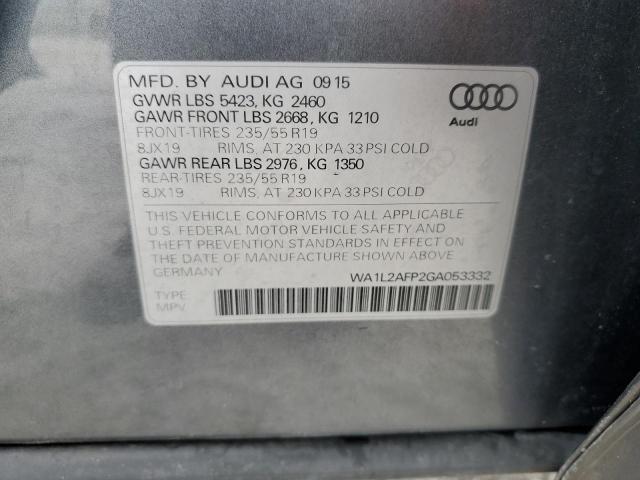 MFD. BY AUDI AG 09 15
GVWR LBS 5423, KG 2460
GAWR FRONT LBS 2668, KG 1210
FRONT-TIRES 235/55 R19
8JX19 RIMS, AT 230 KPA 33 PSI COLD
GAWR REAR LBS 2976, KG 1350
REAR-TIRES 235/55 R19
8JX19 RIMS, AT 230 KPA 33 PSI COLD
Audi
THIS VEHICLE CONFORMS TO ALL APPLICABLE
U.S. FEDERAL MOTOR VEHICLE SAFETY AND
THEFT PREVENTION STANDARDS IN EFFECT ON
THE DATE OF MANUFACTURE SHOWN ABOVE
GERMANY
WA1L2AFP2GA053332
TYPE:
MPV